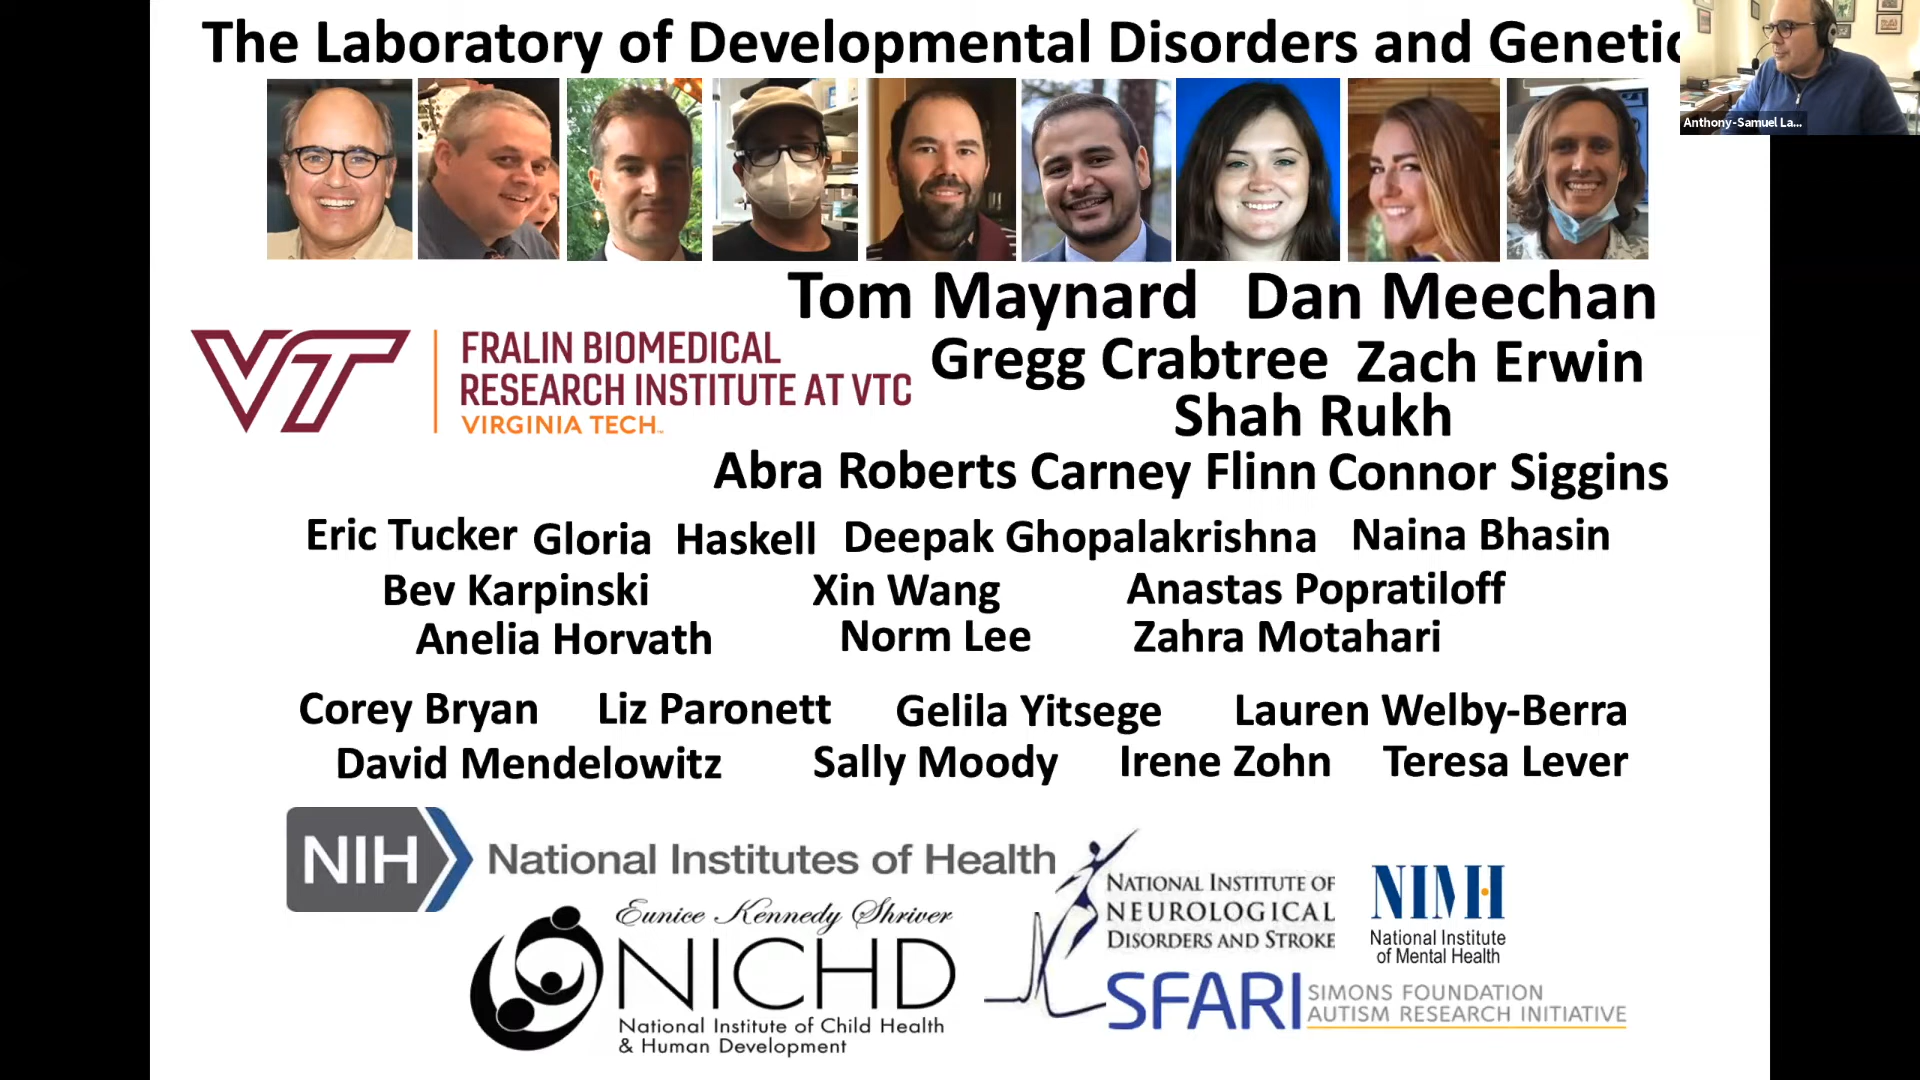 The Laboratory of Developmental Disorders and Genetic
Anthony-Samuel La...
Tom Maynard Dan Meechan
Gregg Crabtree Zach Erwin
Shah Rukh
VT FRALIN BIOMEDICAL
RESEARCH INSTITUTE AT VTC
VIRGINIA TECH
Abra Roberts Carney Flinn Connor Siggins
Eric Tucker Gloria Haskell Deepak Ghopalakrishna Naina Bhasin
Bev Karpinski Xin Wang Anastas Popratiloff
Anelia Horvath Norm Lee Zahra Motahari
Corey Bryan Liz Paronett Gelila Yitsege Lauren Welby-Berra
David Mendelowitz Sally Moody Irene Zohn Teresa Lever
NIH National Institutes of Health
Eunice Kennedy Shriver
NICHD
National Institute of Child Health
& Human Development
NATIONAL INSTITUTE OF
NEUROLOGICAL
DISORDERS AND STROKE
NIMH
National Institute
of Mental Health
SFARI SIMONS FOUNDATION
AUTISM RESEARCH INITIATIVE